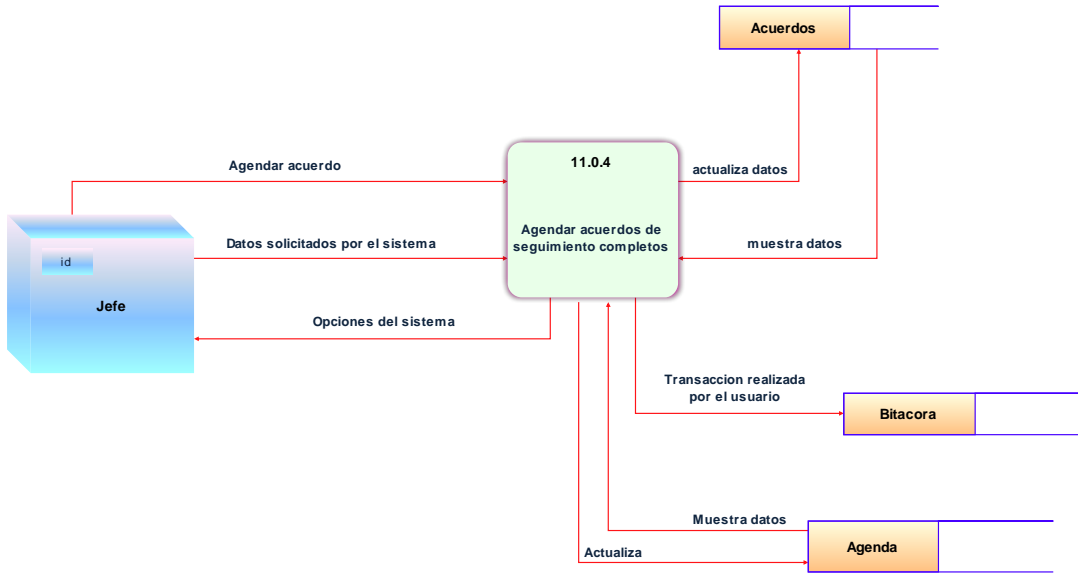 Acuerdos
11.0.4
Agendar acuerdo
actualiza datos
Agendar acuerdos de
seguimiento completos
Datos solicitados por el sistema
muestra datos
id
Jefe
Opciones del sistema
Transaccion realizada
por el usuario
Bitacora
Muestra datos
Agenda
Actualiza